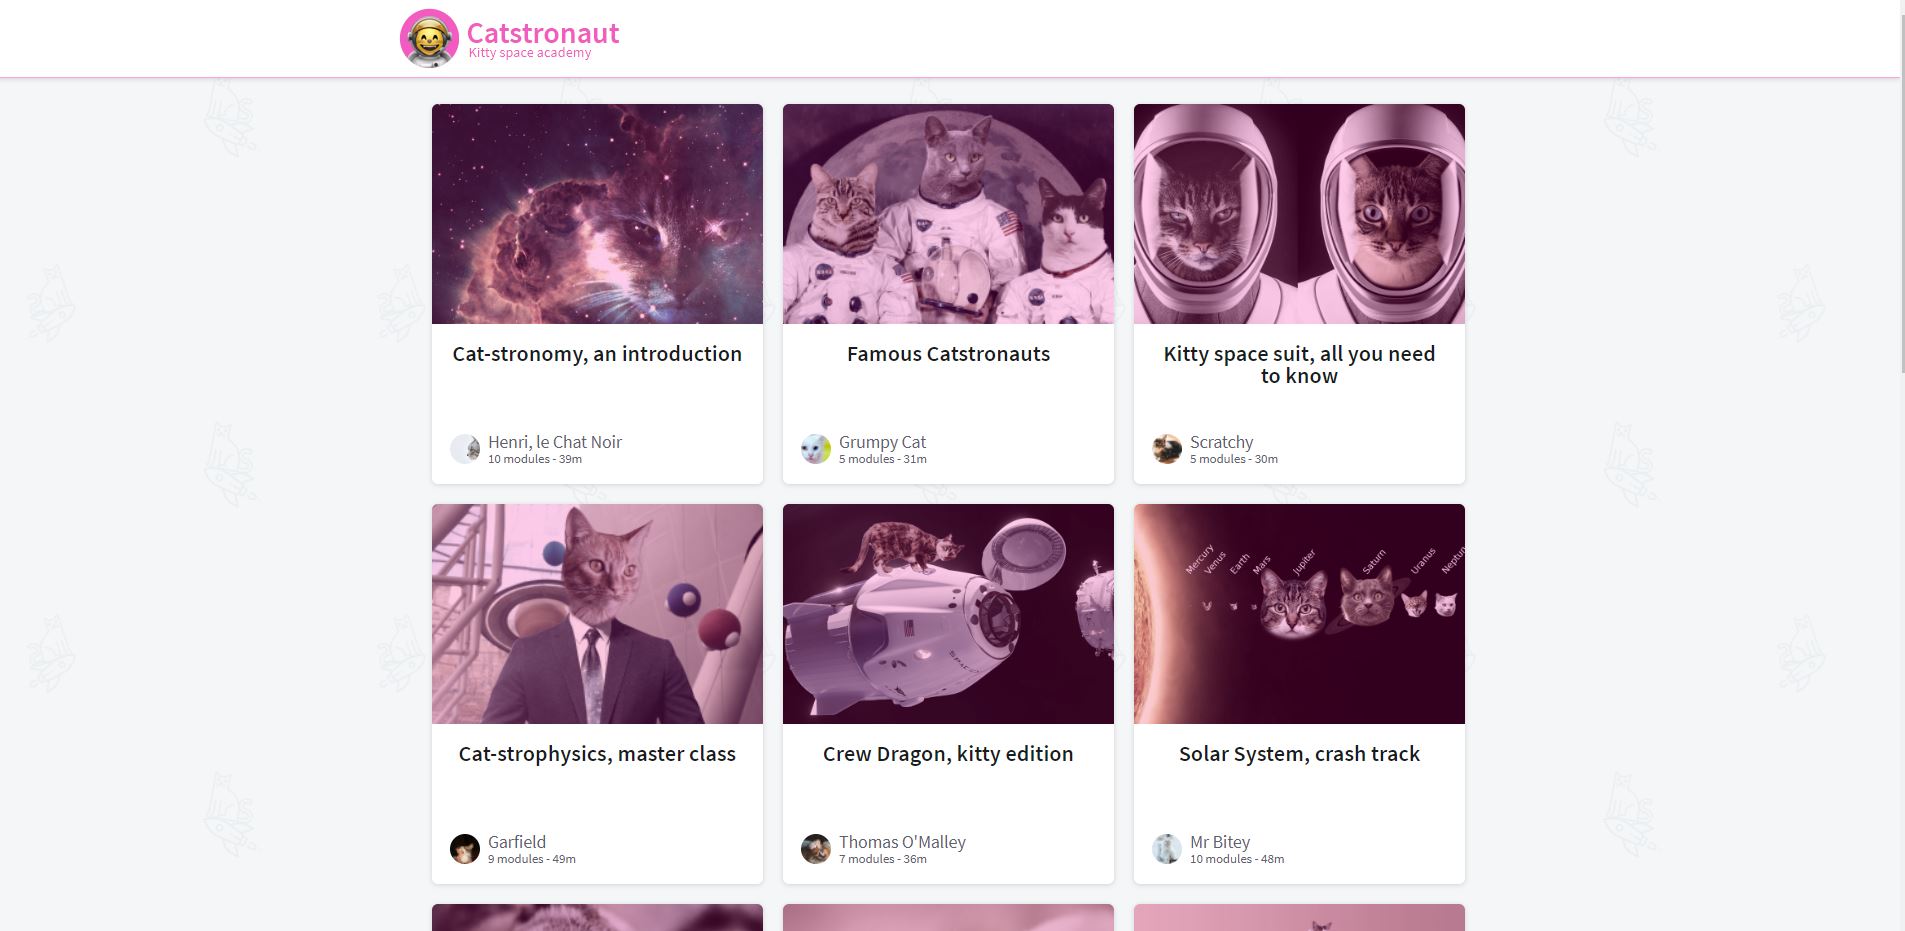 Catstronaut
Kitty space academy
Cat-stronomy, an introduction
Henri, le Chat Noir
10 modules - 39m
Famous Catstronauts
Grumpy Cat
5 modules - 31m
Kitty space suit, all you need
to know
Scratchy
5 modules - 30m
Cat-strophysics, master class
Garfield
9 modules - 49m
SPACEX
Crew Dragon, kitty edition
Thomas O'Malley
7 modules - 36m
Mercury
Venus
Earth
Mars
Jupiter
Saturn
Uranus
Neptun
Solar System, crash track
Mr Bitey
10 modules - 48m